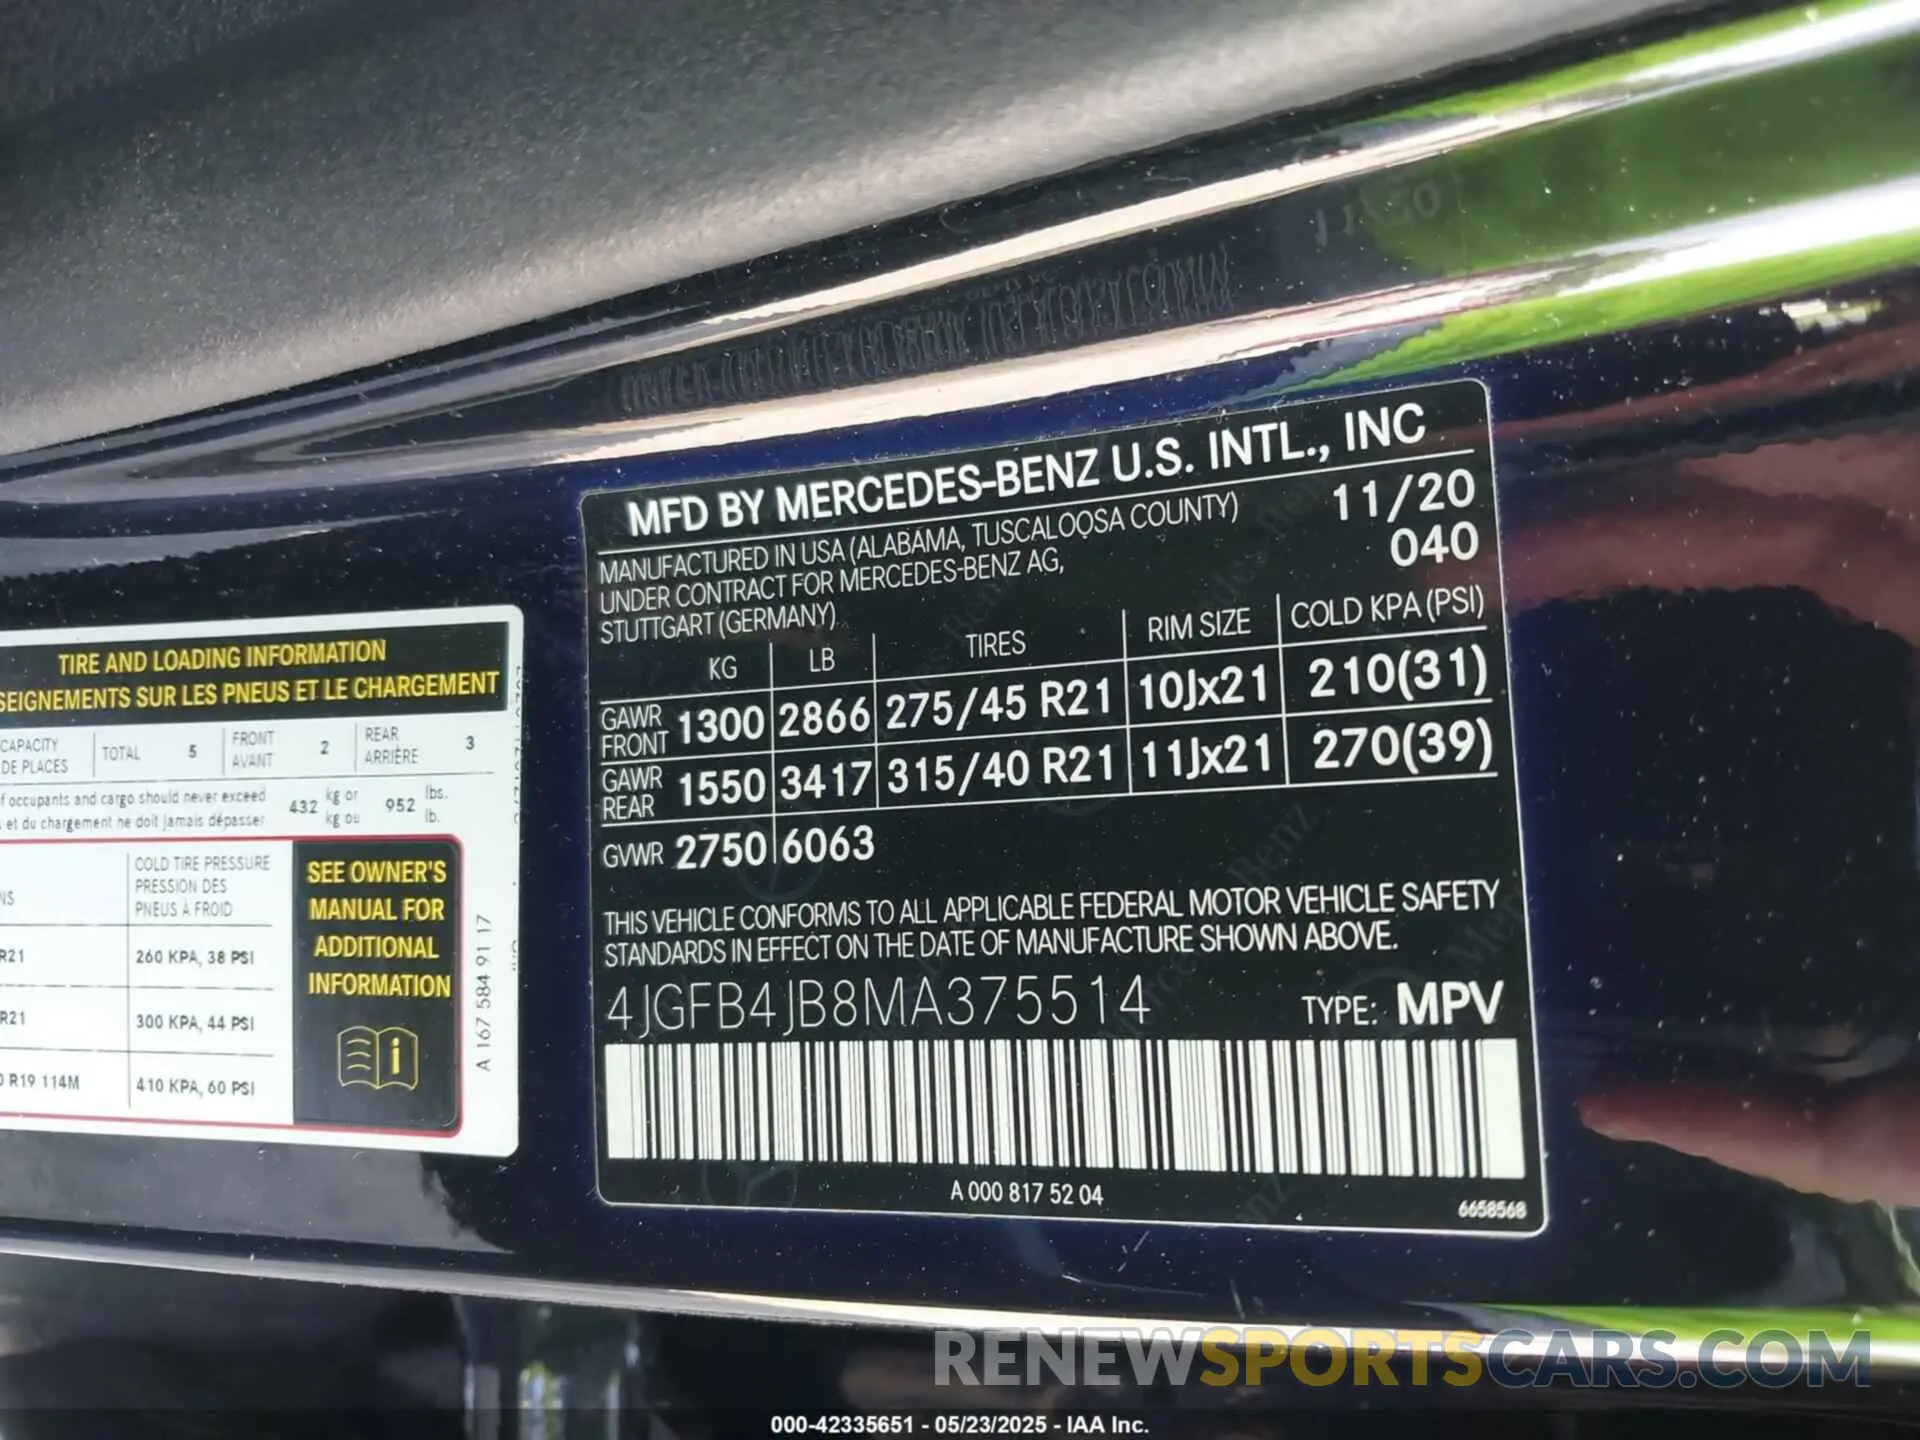 TIRE AND LOADING INFORMATION
SEIGNEMENTS SUR LES PNEUS ET LE CHARGEMENT
CAPACITY
DE PLACES
TOTAL 5
FRONT
AVANT
2
REAR
ARRIÈRE
3
of occupants and cargo should never exceed
et du chargement ne doit jamais dépasser
432 kg or
kg ou
952 lbs.
lb.
COLD TIRE PRESSURE
PRESSION DES
PNEUS À FROID
R21 260 KPA, 38 PSI
R21 300 KPA, 44 PSI
R19 114M 410 KPA, 60 PSI
SEE OWNER'S
MANUAL FOR
ADDITIONAL
INFORMATION
A 167 584 91 17
MFD BY MERCEDES-BENZ U.S. INTL., INC
MANUFACTURED IN USA (ALABAMA, TUSCALOOSA COUNTY)
UNDER CONTRACT FOR MERCEDES-BENZ AG,
STUTTGART (GERMANY)
11/20
040
KG LB TIRES RIM SIZE COLD KPA (PSI)
GAWR
FRONT
1300 2866 275/45 R21 10Jx21 210(31)
GAWR
REAR
1550 3417 315/40 R21 11Jx21 270(39)
GVWR 2750 6063
THIS VEHICLE CONFORMS TO ALL APPLICABLE FEDERAL MOTOR VEHICLE SAFETY
STANDARDS IN EFFECT ON THE DATE OF MANUFACTURE SHOWN ABOVE.
4JGFB4JB8MA375514 TYPE: MPV
A 000 817 52 04
6658568
RENEWSPORTSCARS.COM
000-42335651 - 05/23/2025 - IAA Inc.